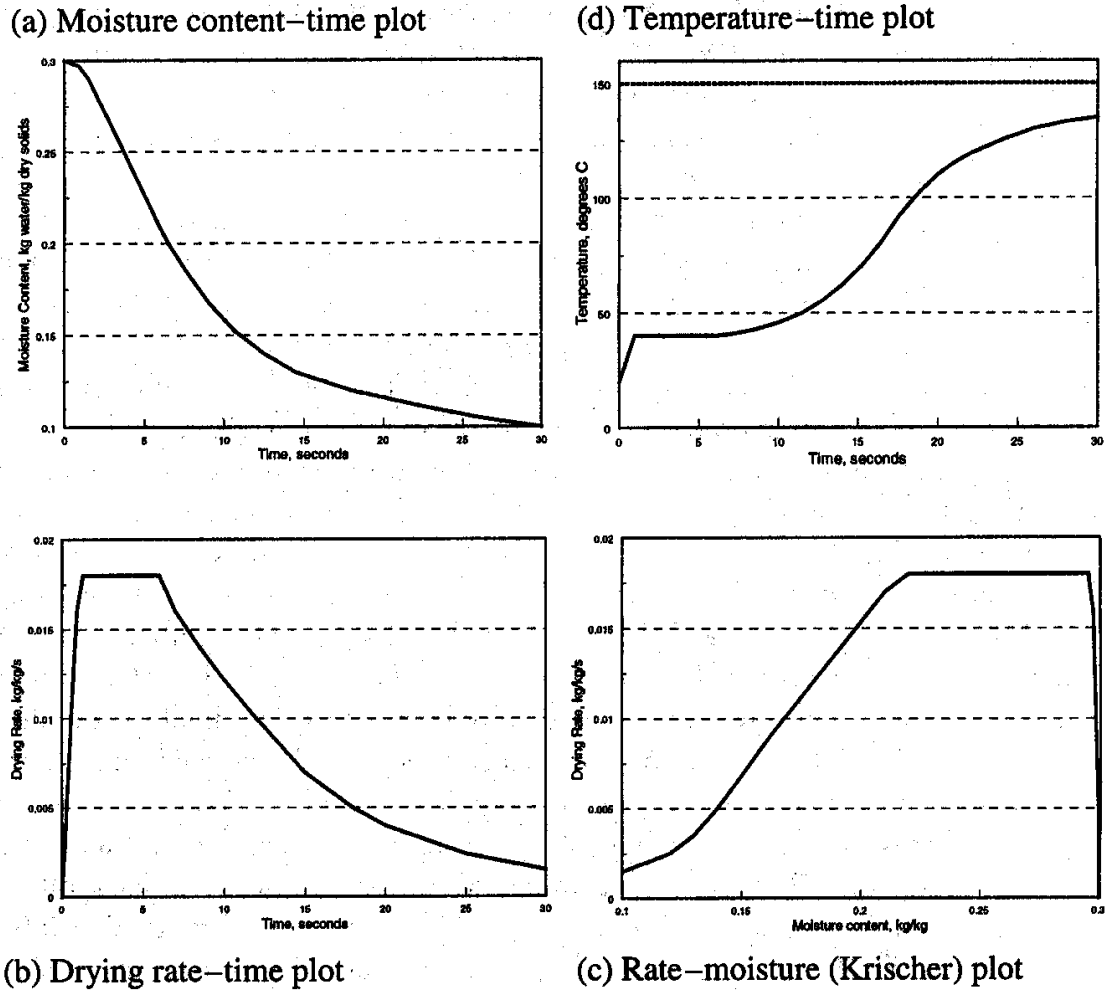 (a) Moisture content–time plot
0.3
0.25
0.2
0.15
0.1
Moisture Content, kg water/kg dry solids
0 5 10 15 20 25 30
Time, seconds
(d) Temperature–time plot
150
100
50
0
Temperature, degrees C
0 5 10 15 20 25 30
Time, seconds
0.02
0.015
0.01
0.005
0
Drying Rate, kg/kg/s
0 5 10 15 20 25 30
Time, seconds
(b) Drying rate–time plot
0.02
0.015
0.01
0.005
0
Drying Rate, kg/kg/s
0.1 0.15 0.2 0.25 0.3
Moisture content, kg/kg
(c) Rate–moisture (Krischer) plot